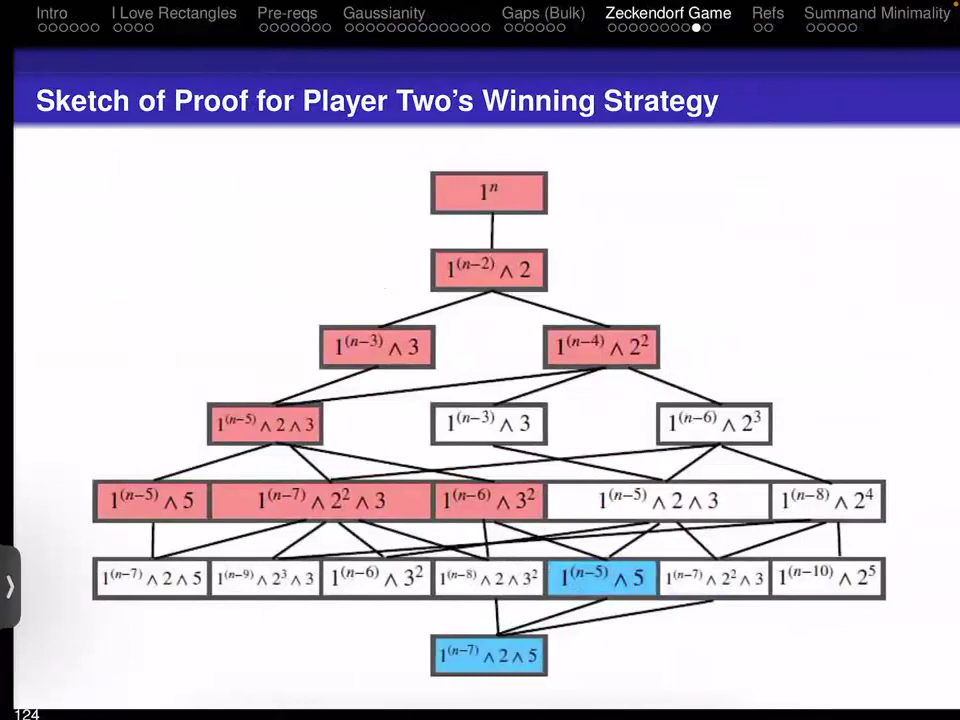 Intro I Love Rectangles Pre-reqs Gaussianity Gaps (Bulk) Zeckendorf Game Refs Summand Minimality
Sketch of Proof for Player Two's Winning Strategy
1^n
1^(n−2) ∧ 2
1^(n−3) ∧ 3 1^(n−4) ∧ 2^2
1^(n−5) ∧ 2 ∧ 3 1^(n−3) ∧ 3 1^(n−6) ∧ 2^3
1^(n−5) ∧ 5 1^(n−7) ∧ 2^2 ∧ 3 1^(n−6) ∧ 3^2 1^(n−5) ∧ 2 ∧ 3 1^(n−8) ∧ 2^4
1^(n−7) ∧ 2 ∧ 5 1^(n−9) ∧ 2^3 ∧ 3 1^(n−6) ∧ 3^2 1^(n−8) ∧ 2 ∧ 3^2 1^(n−5) ∧ 5 1^(n−7) ∧ 2^2 ∧ 3 1^(n−10) ∧ 2^5
1^(n−7) ∧ 2 ∧ 5
124